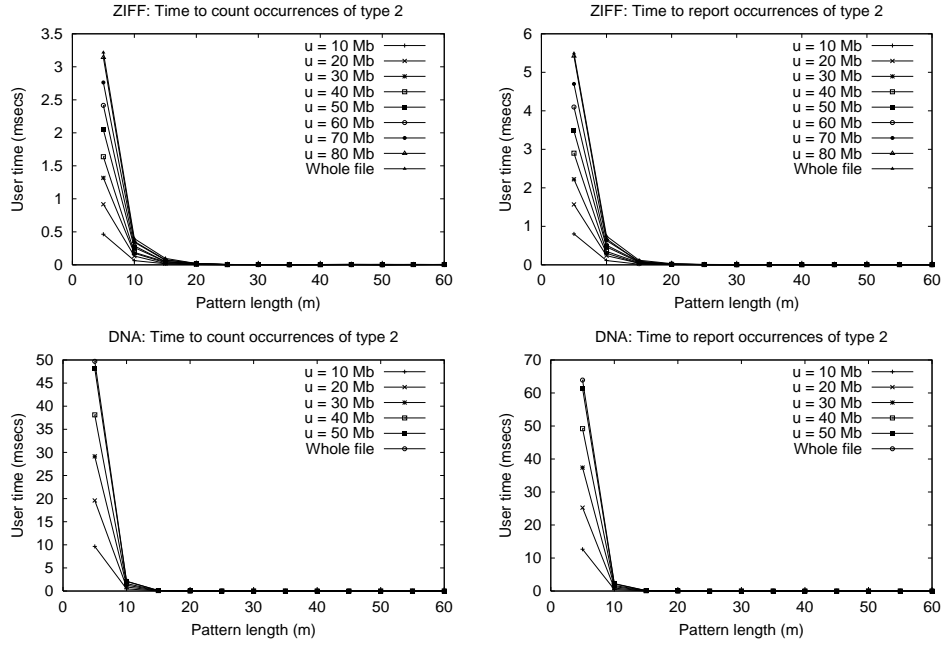 ZIFF: Time to count occurrences of type 2
User time (msecs)
3.5
3
2.5
2
1.5
1
0.5
0
0 10 20 30 40 50 60
Pattern length (m)
u = 10 Mb
u = 20 Mb
u = 30 Mb
u = 40 Mb
u = 50 Mb
u = 60 Mb
u = 70 Mb
u = 80 Mb
Whole file
ZIFF: Time to report occurrences of type 2
User time (msecs)
6
5
4
3
2
1
0
0 10 20 30 40 50 60
Pattern length (m)
u = 10 Mb
u = 20 Mb
u = 30 Mb
u = 40 Mb
u = 50 Mb
u = 60 Mb
u = 70 Mb
u = 80 Mb
Whole file
DNA: Time to count occurrences of type 2
User time (msecs)
50
45
40
35
30
25
20
15
10
5
0
0 10 20 30 40 50 60
Pattern length (m)
u = 10 Mb
u = 20 Mb
u = 30 Mb
u = 40 Mb
u = 50 Mb
Whole file
DNA: Time to report occurrences of type 2
User time (msecs)
70
60
50
40
30
20
10
0
0 10 20 30 40 50 60
Pattern length (m)
u = 10 Mb
u = 20 Mb
u = 30 Mb
u = 40 Mb
u = 50 Mb
Whole file